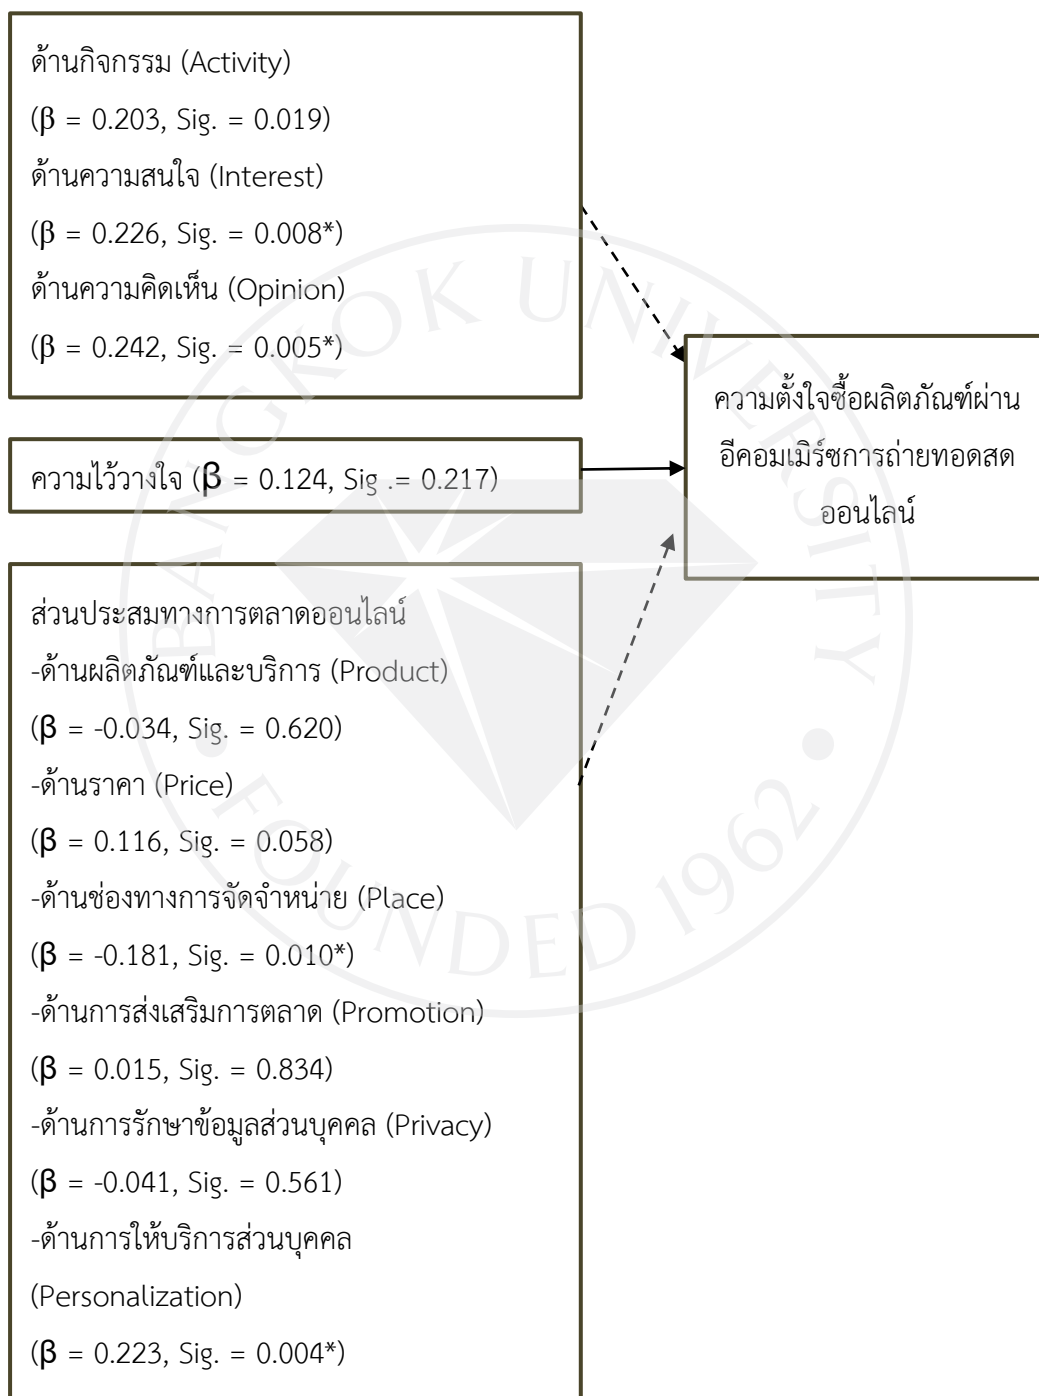 ด้านกิจกรรม (Activity)
(β = 0.203, Sig. = 0.019)
ด้านความสนใจ (Interest)
(β = 0.226, Sig. = 0.008*)
ด้านความคิดเห็น (Opinion)
(β = 0.242, Sig. = 0.005*)
ความไว้วางใจ (β = 0.124, Sig .= 0.217)
ส่วนประสมทางการตลาดออนไลน์
-ด้านผลิตภัณฑ์และบริการ (Product)
(β = -0.034, Sig. = 0.620)
-ด้านราคา (Price)
(β = 0.116, Sig. = 0.058)
-ด้านช่องทางการจัดจำหน่าย (Place)
(β = -0.181, Sig. = 0.010*)
-ด้านการส่งเสริมการตลาด (Promotion)
(β = 0.015, Sig. = 0.834)
-ด้านการรักษาข้อมูลส่วนบุคคล (Privacy)
(β = -0.041, Sig. = 0.561)
-ด้านการให้บริการส่วนบุคคล
(Personalization)
(β = 0.223, Sig. = 0.004*)
ความตั้งใจซื้อผลิตภัณฑ์ผ่าน
อีคอมเมิร์ซการถ่ายทอดสด
ออนไลน์
BANGKOK UNIVERSITY
FOUNDED 1962